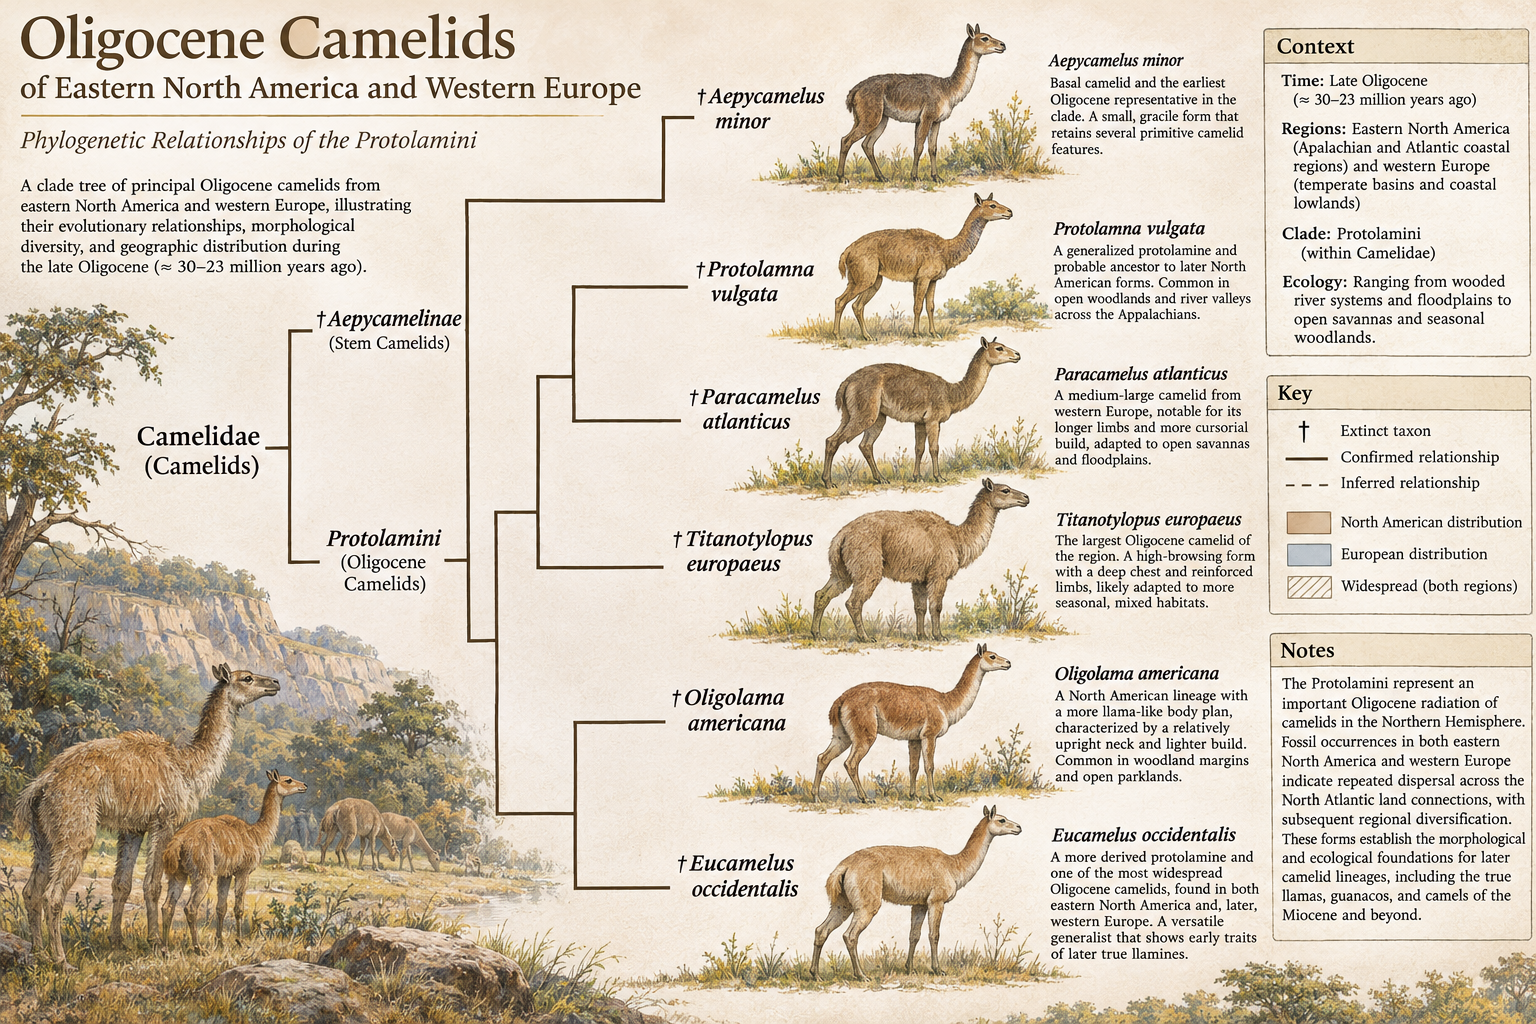 Oligocene Camelids
of Eastern North America and Western Europe
Phylogenetic Relationships of the Protolamini
A clade tree of principal Oligocene camelids from
eastern North America and western Europe, illustrating
their evolutionary relationships, morphological
diversity, and geographic distribution during
the late Oligocene (≈ 30–23 million years ago).
Camelidae
(Camelids)
†Aepycamelinae
(Stem Camelids)
Protolamini
(Oligocene
Camelids)
†Aepycamelus
minor
Aepycamelus minor
Basal camelid and the earliest
Oligocene representative in the
clade. A small, gracile form that
retains several primitive camelid
features.
†Protolamna
vulgata
Protolamna vulgata
A generalized protolamine and
probable ancestor to later North
American forms. Common in
open woodlands and river valleys
across the Appalachians.
†Paracamelus
atlanticus
Paracamelus atlanticus
A medium-large camelid from
western Europe, notable for its
longer limbs and more cursorial
build, adapted to open savannas
and floodplains.
†Titanotylopus
europaeus
Titanotylopus europaeus
The largest Oligocene camelid of
the region. A high-browsing form
with a deep chest and reinforced
limbs, likely adapted to more
seasonal, mixed habitats.
†Oligolama
americana
Oligolama americana
A North American lineage with
a more llama-like body plan,
characterized by a relatively
upright neck and lighter build.
Common in woodland margins
and open parklands.
†Eucamelus
occidentalis
Eucamelus occidentalis
A more derived protolamine and
one of the most widespread
Oligocene camelids, found in both
eastern North America and, later,
western Europe. A versatile
generalist that shows early traits
of later true llamines.
Context
Time: Late Oligocene
(≈ 30–23 million years ago)
Regions: Eastern North America
(Apalachian and Atlantic coastal
regions) and western Europe
(temperate basins and coastal
lowlands)
Clade: Protolamini
(within Camelidae)
Ecology: Ranging from wooded
river systems and floodplains to
open savannas and seasonal
woodlands.
Key
† Extinct taxon
Confirmed relationship
Inferred relationship
North American distribution
European distribution
Widespread (both regions)
Notes
The Protolamini represent an
important Oligocene radiation of
camelids in the Northern Hemisphere.
Fossil occurrences in both eastern
North America and western Europe
indicate repeated dispersal across the
North Atlantic land connections, with
subsequent regional diversification.
These forms establish the morphological
and ecological foundations for later
camelid lineages, including the true
llamas, guanacos, and camels of the
Miocene and beyond.